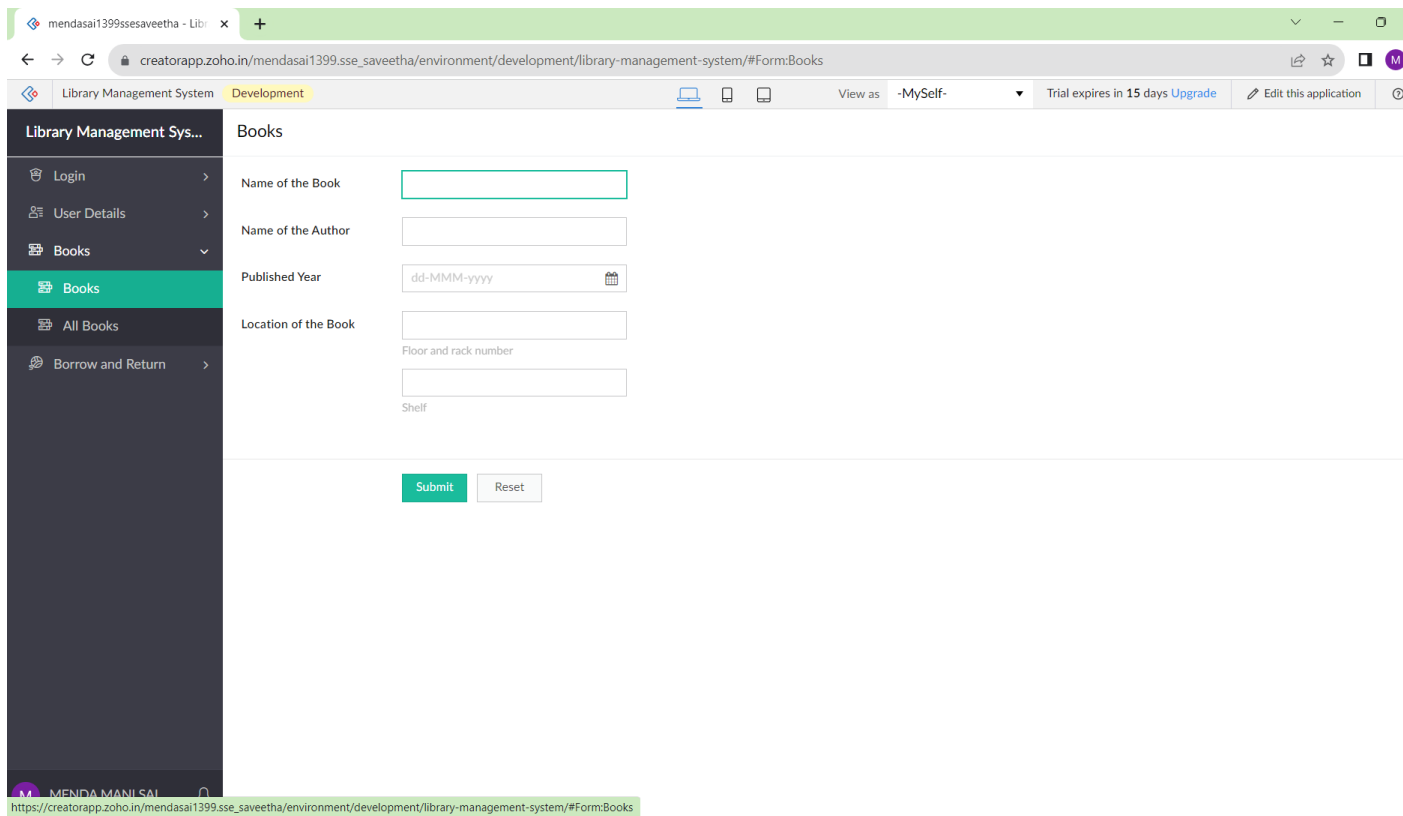 mendasai1399ssesaveetha - Libr
creatorapp.zoho.in/mendasai1399.sse_saveetha/environment/development/library-management-system/#Form:Books
M
Library Management System Development View as -MySelf- Trial expires in 15 days Upgrade Edit this application
Library Management Sys...
Books
Login
User Details
Books
Books
All Books
Borrow and Return
Name of the Book
Name of the Author
Published Year dd-MMM-yyyy
Location of the Book
Floor and rack number
Shelf
Submit Reset
M MENDA MANI SAI
https://creatorapp.zoho.in/mendasai1399.sse_saveetha/environment/development/library-management-system/#Form:Books